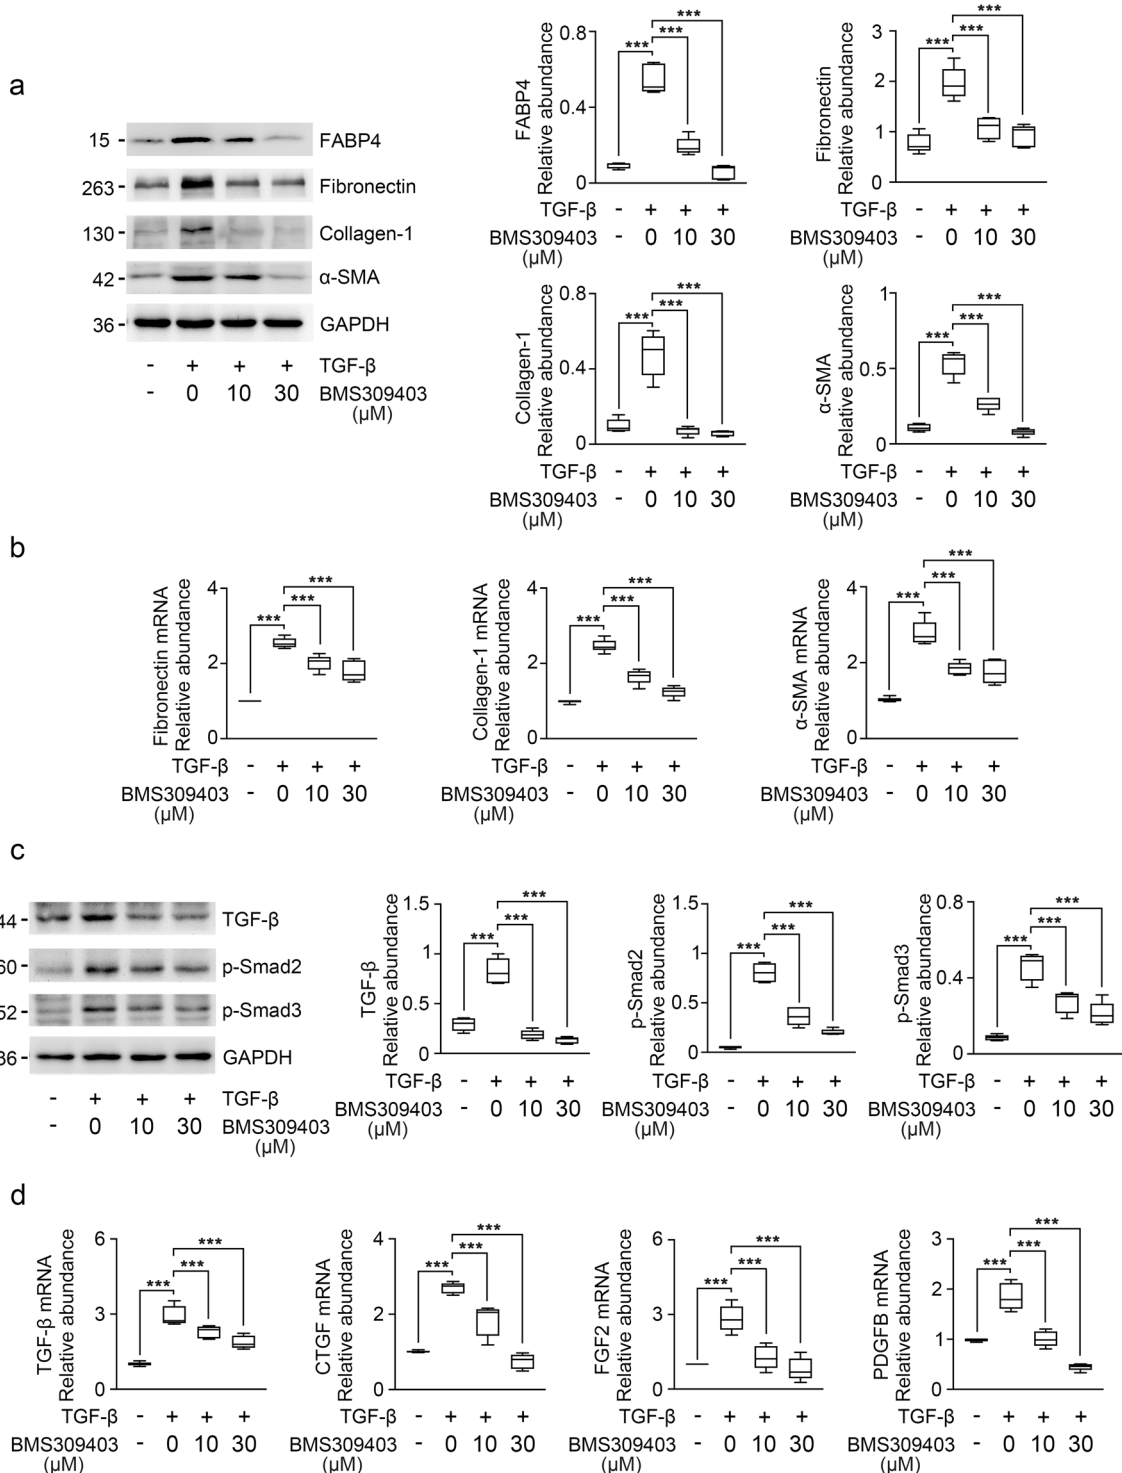 a
15 - FABP4
263 - Fibronectin
130 - Collagen-1
42 - α-SMA
36 - GAPDH
- + + + TGF-β
- 0 10 30 BMS309403
(μM)
FABP4
Relative abundance
0.8
0.4
0
*** *** ***
TGF-β - + + +
BMS309403 - 0 10 30
(μM)
Fibronectin
Relative abundance
3
2
1
0
*** *** ***
TGF-β - + + +
BMS309403 - 0 10 30
(μM)
Collagen-1
Relative abundance
0.8
0.4
0
*** *** ***
TGF-β - + + +
BMS309403 - 0 10 30
(μM)
α-SMA
Relative abundance
1
0.5
0
*** *** ***
TGF-β - + + +
BMS309403 - 0 10 30
(μM)
b
Fibronectin mRNA
Relative abundance
4
2
0
*** *** ***
TGF-β - + + +
BMS309403 - 0 10 30
(μM)
Collagen-1 mRNA
Relative abundance
4
2
0
*** *** ***
TGF-β - + + +
BMS309403 - 0 10 30
(μM)
α-SMA mRNA
Relative abundance
4
2
0
*** *** ***
TGF-β - + + +
BMS309403 - 0 10 30
(μM)
c
44 - TGF-β
60 - p-Smad2
52 - p-Smad3
36 - GAPDH
- + + + TGF-β
- 0 10 30 BMS309403
(μM)
TGF-β
Relative abundance
1.5
1
0.5
0
*** *** ***
TGF-β - + + +
BMS309403 - 0 10 30
(μM)
p-Smad2
Relative abundance
1.5
1
0.5
0
*** *** ***
TGF-β - + + +
BMS309403 - 0 10 30
(μM)
p-Smad3
Relative abundance
0.8
0.4
0
*** *** ***
TGF-β - + + +
BMS309403 - 0 10 30
(μM)
d
TGF-β mRNA
Relative abundance
6
3
0
*** *** ***
TGF-β - + + +
BMS309403 - 0 10 30
(μM)
CTGF mRNA
Relative abundance
4
2
0
*** *** ***
TGF-β - + + +
BMS309403 - 0 10 30
(μM)
FGF2 mRNA
Relative abundance
6
3
0
*** *** ***
TGF-β - + + +
BMS309403 - 0 10 30
(μM)
PDGFB mRNA
Relative abundance
3
2
1
0
*** *** ***
TGF-β - + + +
BMS309403 - 0 10 30
(μM)